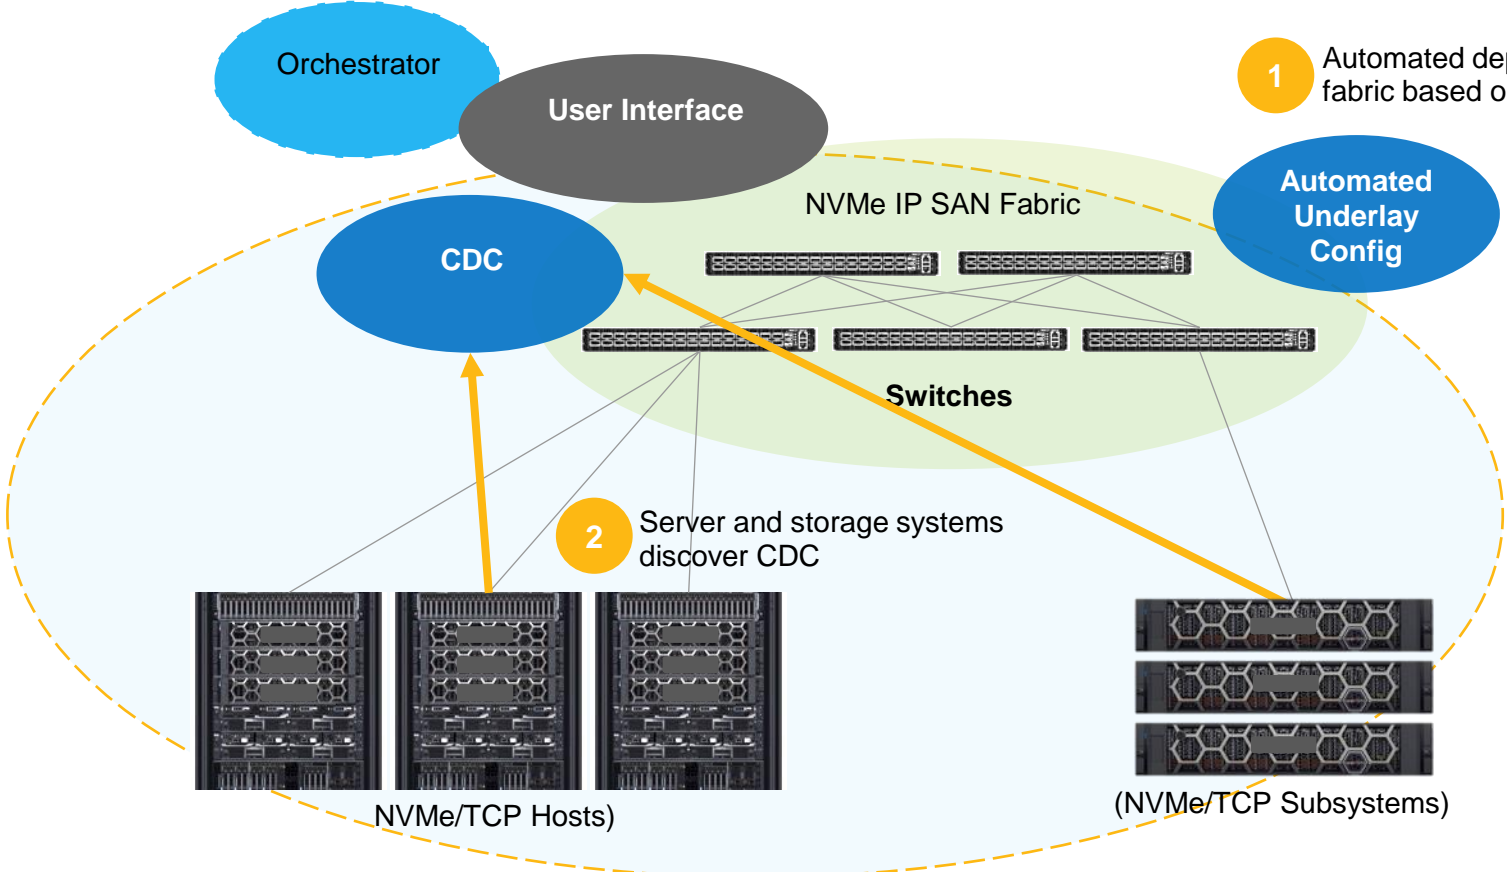 Orchestrator
User Interface
1
Automated
fabric based
NVMe IP SAN Fabric
Automated
Underlay
Config
CDC
Switches
2
Server and storage systems
discover CDC
NVMe/TCP Hosts)
(NVMe/TCP Subsystems)